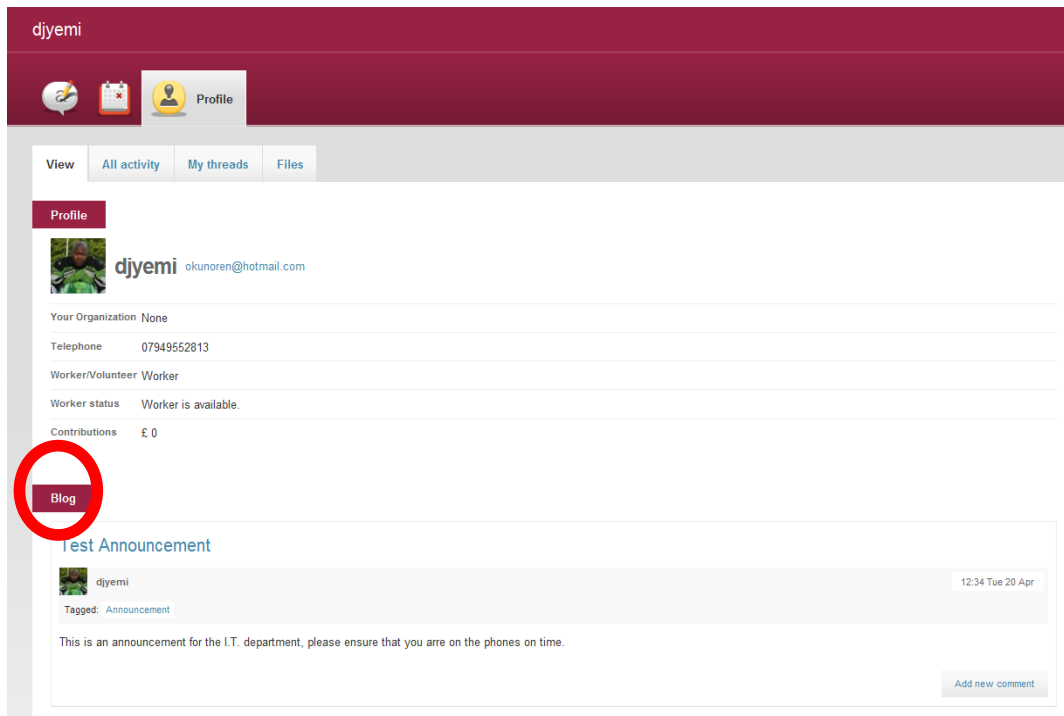 djyemi
Profile
View All activity My threads Files
Profile
djyemi okunoren@hotmail.com
Your Organization None
Telephone 07949552813
Worker/Volunteer Worker
Worker status Worker is available.
Contributions £ 0
Blog
Test Announcement
djyemi 12:34 Tue 20 Apr
Tagged: Announcement
This is an announcement for the I.T. department, please ensure that you arre on the phones on time.
Add new comment